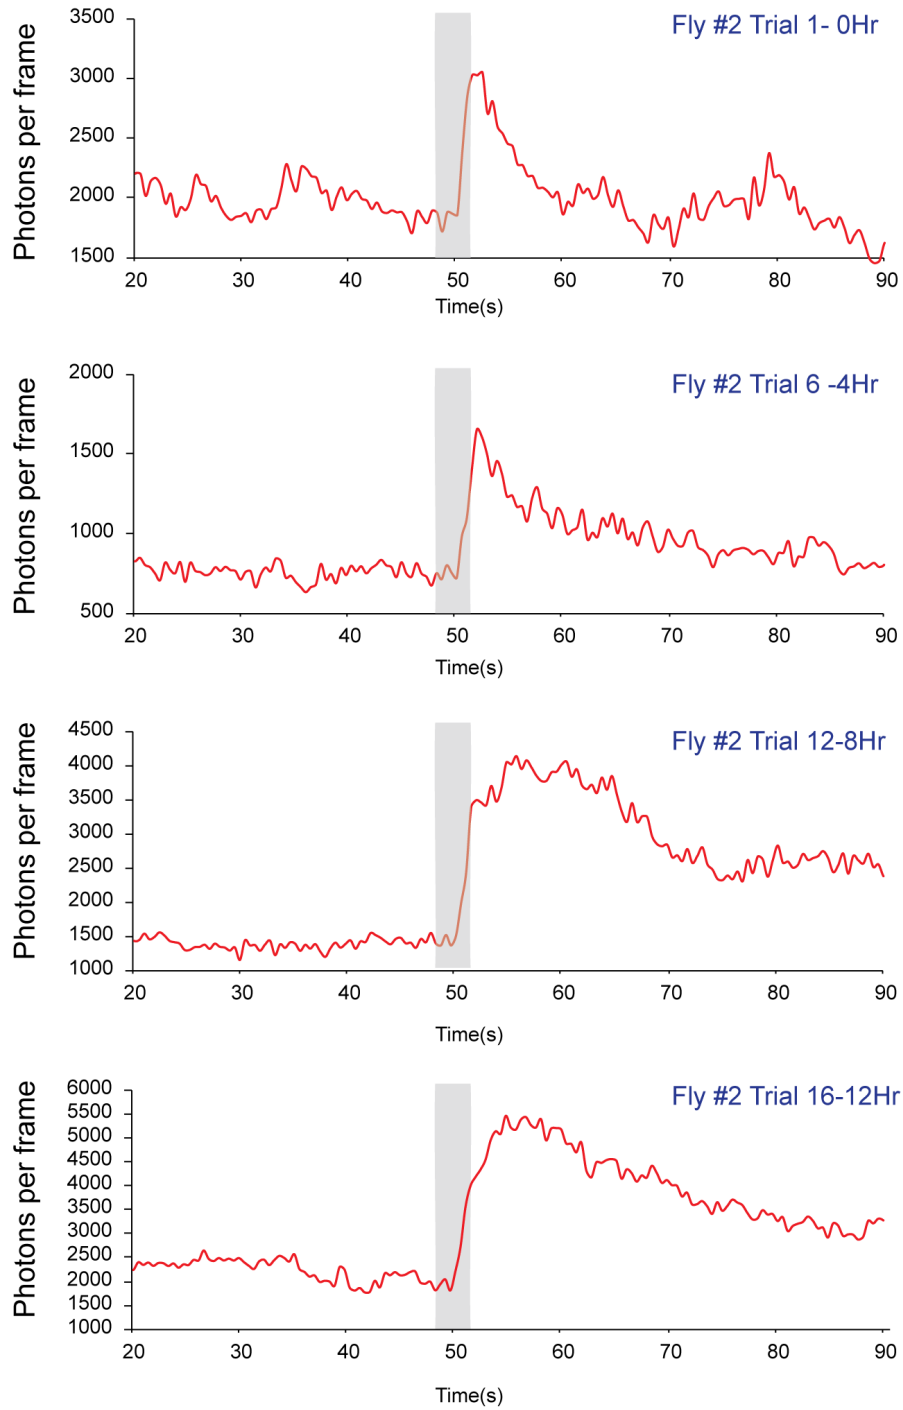 Fly #2 Trial 1- 0Hr
Photons per frame
3500
3000
2500
2000
1500
20 30 40 50 60 70 80 90
Time(s)
Fly #2 Trial 6 -4Hr
Photons per frame
2000
1500
1000
500
20 30 40 50 60 70 80 90
Time(s)
Fly #2 Trial 12-8Hr
Photons per frame
4500
4000
3500
3000
2500
2000
1500
1000
20 30 40 50 60 70 80 90
Time(s)
Fly #2 Trial 16-12Hr
Photons per frame
6000
5500
5000
4500
4000
3500
3000
2500
2000
1500
1000
20 30 40 50 60 70 80 90
Time(s)